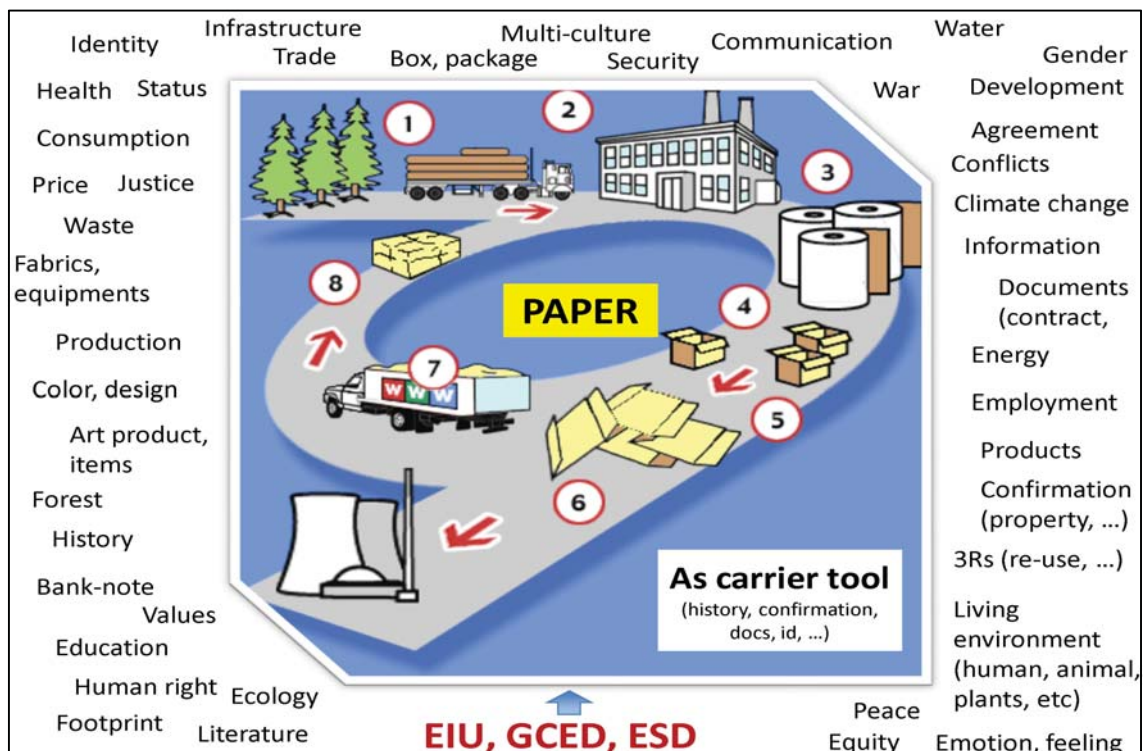 Identity
Infrastructure
Trade
Multi-culture
Box, package
Security
Communication
Water
Gender
Health
Status
War
Development
Consumption
Agreement
Conflicts
Price
Justice
Climate change
Waste
Information
Fabrics,
equipments
Documents
(contract,
Production
Energy
Color, design
Employment
Art product,
items
Products
Forest
Confirmation
(property, ...)
History
3Rs (re-use, ...)
Bank-note
Values
Living
environment
(human, animal,
plants, etc)
Education
Human right
Ecology
Footprint
Literature
Peace
Equity
Emotion, feeling
1
2
3
4
5
6
7
8
PAPER
W W W
As carrier tool
(history, confirmation,
docs, id, ...)
EIU, GCED, ESD